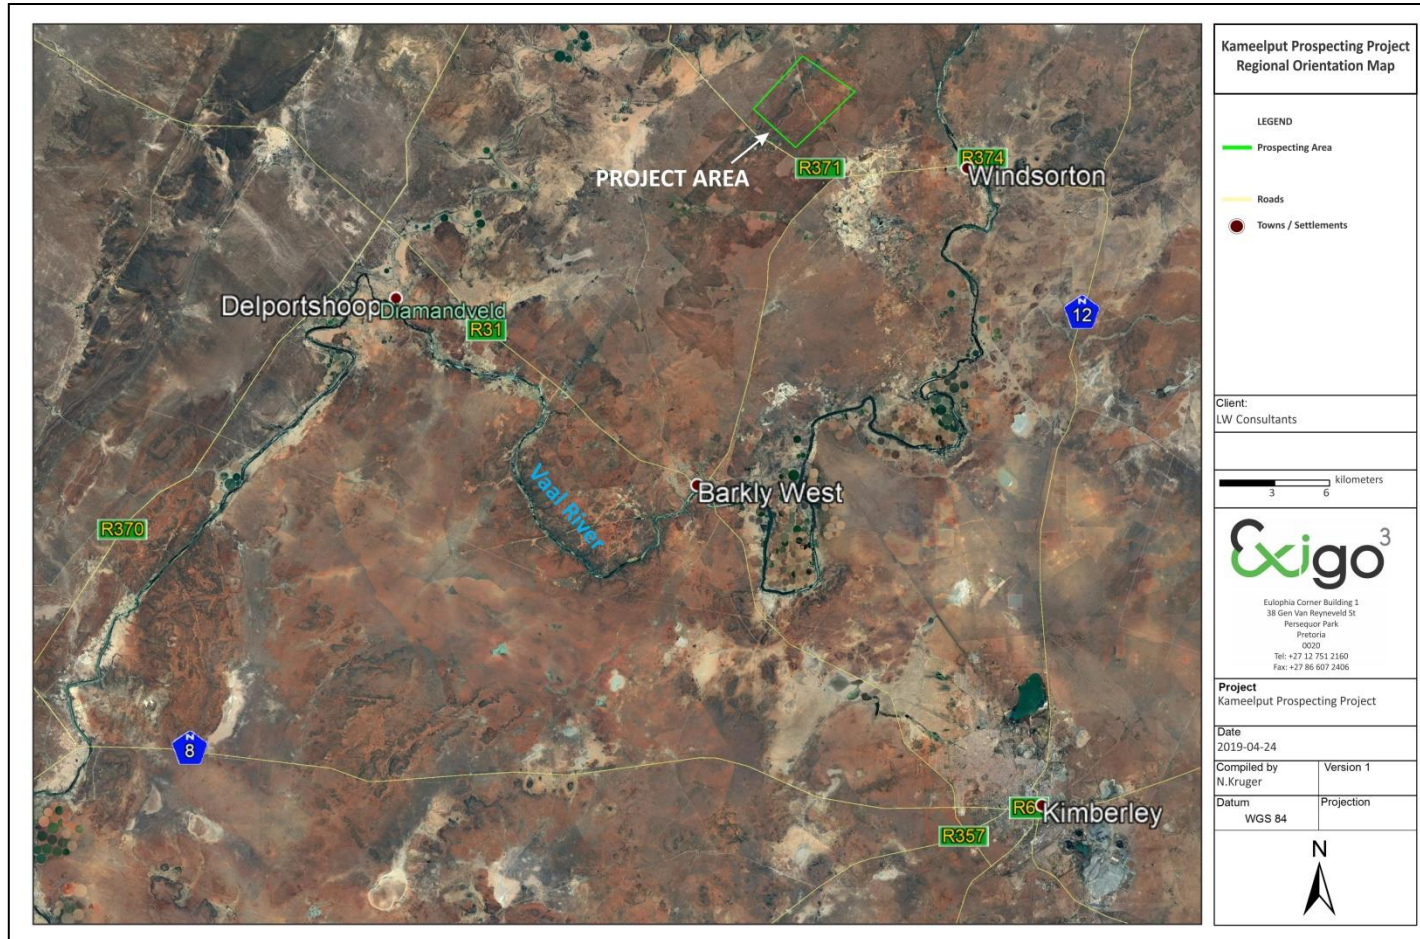 PROJECT AREA
R371
R374
Windsorton
Delportshoop
Diamandveld
R31
N
12
Vaal River
Barkly West
R370
N
8
R6
Kimberley
R357
Kameelput Prospecting Project
Regional Orientation Map
LEGEND
Prospecting Area
Roads
Towns / Settlements
Client:
LW Consultants
kilometers
3 6
Exigo3
Eulophia Corner Building 1
38 Gen Van Reyneveld St
Persequor Park
Pretoria
0020
Tel: +27 12 751 2160
Fax: +27 86 607 2406
Project
Kameelput Prospecting Project
Date
2019-04-24
Compiled by
N.Kruger
Version 1
Datum
WGS 84
Projection
N